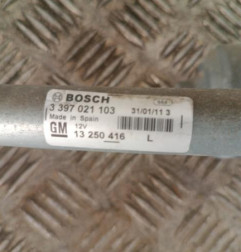 BOSCH
3 397 021 103 31/01/11 3
Made in Spain
GM 12V
13 250 416 L